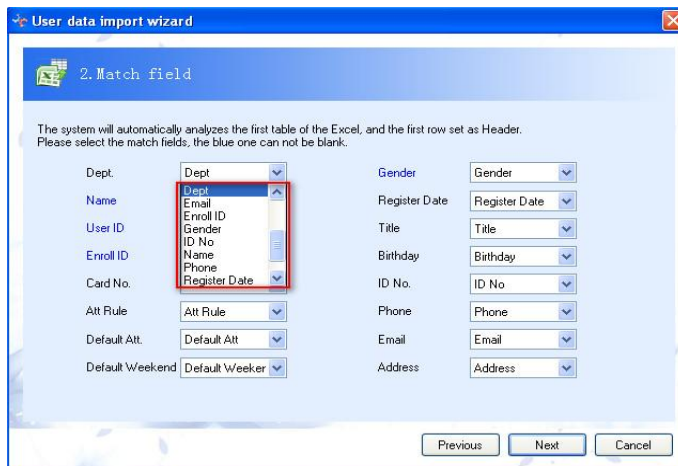 User data import wizard
2.Match field
The system will automatically analyzes the first table of the Excel, and the first row set as Header.
Please select the match fields, the blue one can not be blank.
Dept. Dept Gender Gender
Dept
Name Email Register Date Register Date
Enroll ID
User ID Gender Title Title
ID No
Enroll ID Name Birthday Birthday
Phone
Card No. Register Date ID No. ID No
Att Rule Att Rule Phone Phone
Default Att. Default Att Email Email
Default Weekend Default Weeker Address Address
Previous Next Cancel